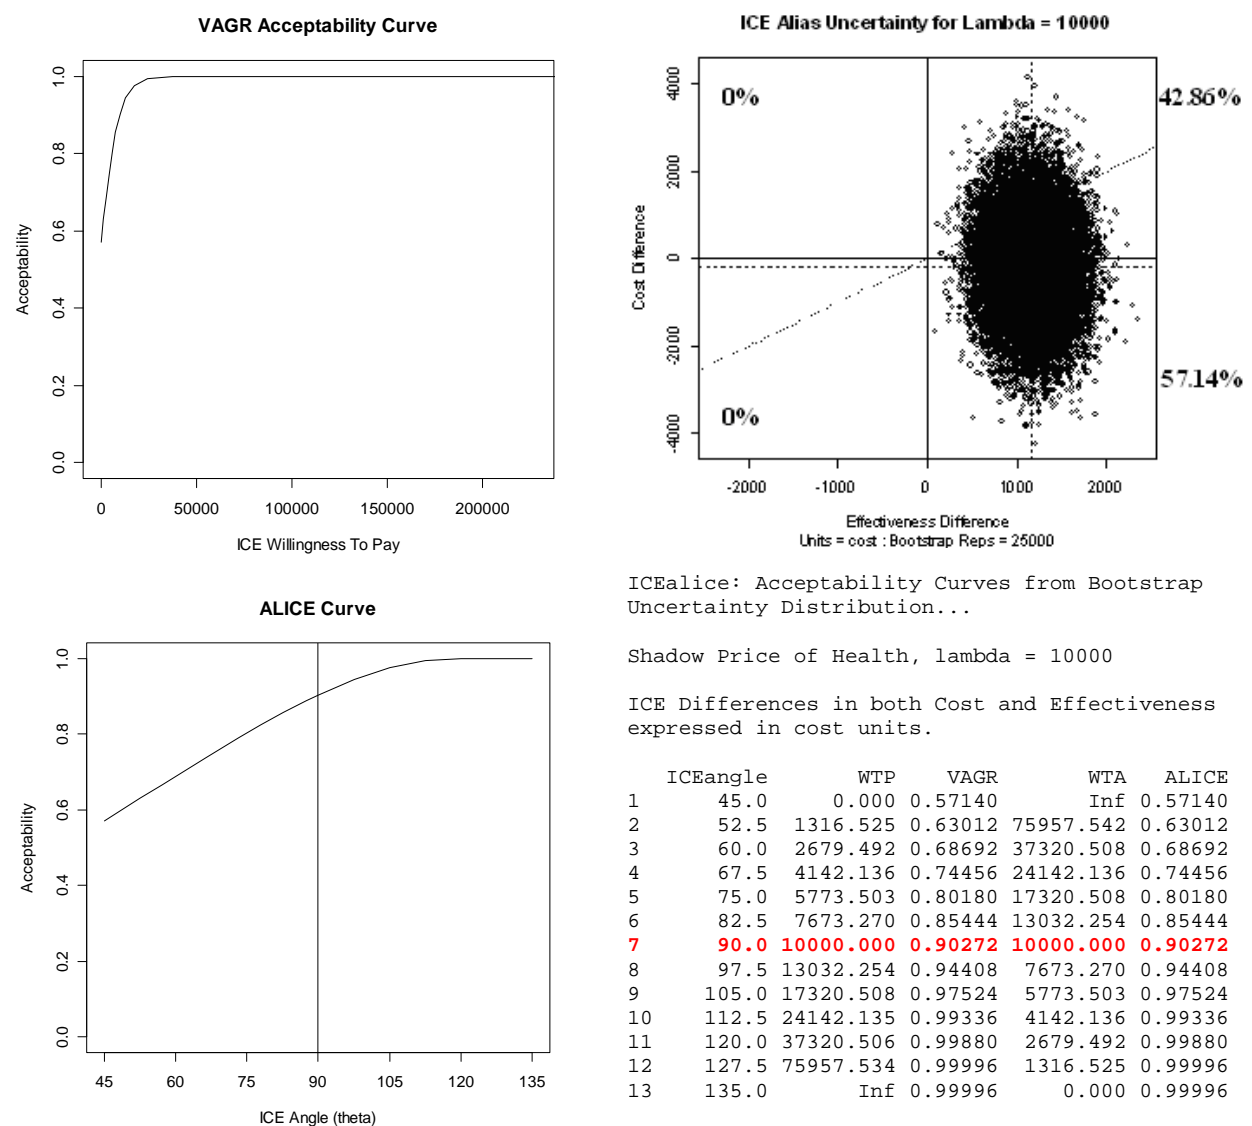 VAGR Acceptability Curve
Acceptability
0.0 0.2 0.4 0.6 0.8 1.0
0 50000 100000 150000 200000
ICE Willingness To Pay
ICE Alias Uncertainty for Lambda = 10000
0% 42.86%
0% 57.14%
Cost Difference
-4000 -2000 0 2000 4000
-2000 -1000 0 1000 2000
Effectiveness Difference
Units = cost : Bootstrap Reps = 25000
ALICE Curve
Acceptability
0.0 0.2 0.4 0.6 0.8 1.0
45 60 75 90 105 120 135
ICE Angle (theta)
ICEalice: Acceptability Curves from Bootstrap
Uncertainty Distribution...
Shadow Price of Health, lambda = 10000
ICE Differences in both Cost and Effectiveness
expressed in cost units.
ICEangle WTP VAGR WTA ALICE
1 45.0 0.000 0.57140 Inf 0.57140
2 52.5 1316.525 0.63012 75957.542 0.63012
3 60.0 2679.492 0.68692 37320.508 0.68692
4 67.5 4142.136 0.74456 24142.136 0.74456
5 75.0 5773.503 0.80180 17320.508 0.80180
6 82.5 7673.270 0.85444 13032.254 0.85444
7 90.0 10000.000 0.90272 10000.000 0.90272
8 97.5 13032.254 0.94408 7673.270 0.94408
9 105.0 17320.508 0.97524 5773.503 0.97524
10 112.5 24142.135 0.99336 4142.136 0.99336
11 120.0 37320.506 0.99880 2679.492 0.99880
12 127.5 75957.534 0.99996 1316.525 0.99996
13 135.0 Inf 0.99996 0.000 0.99996